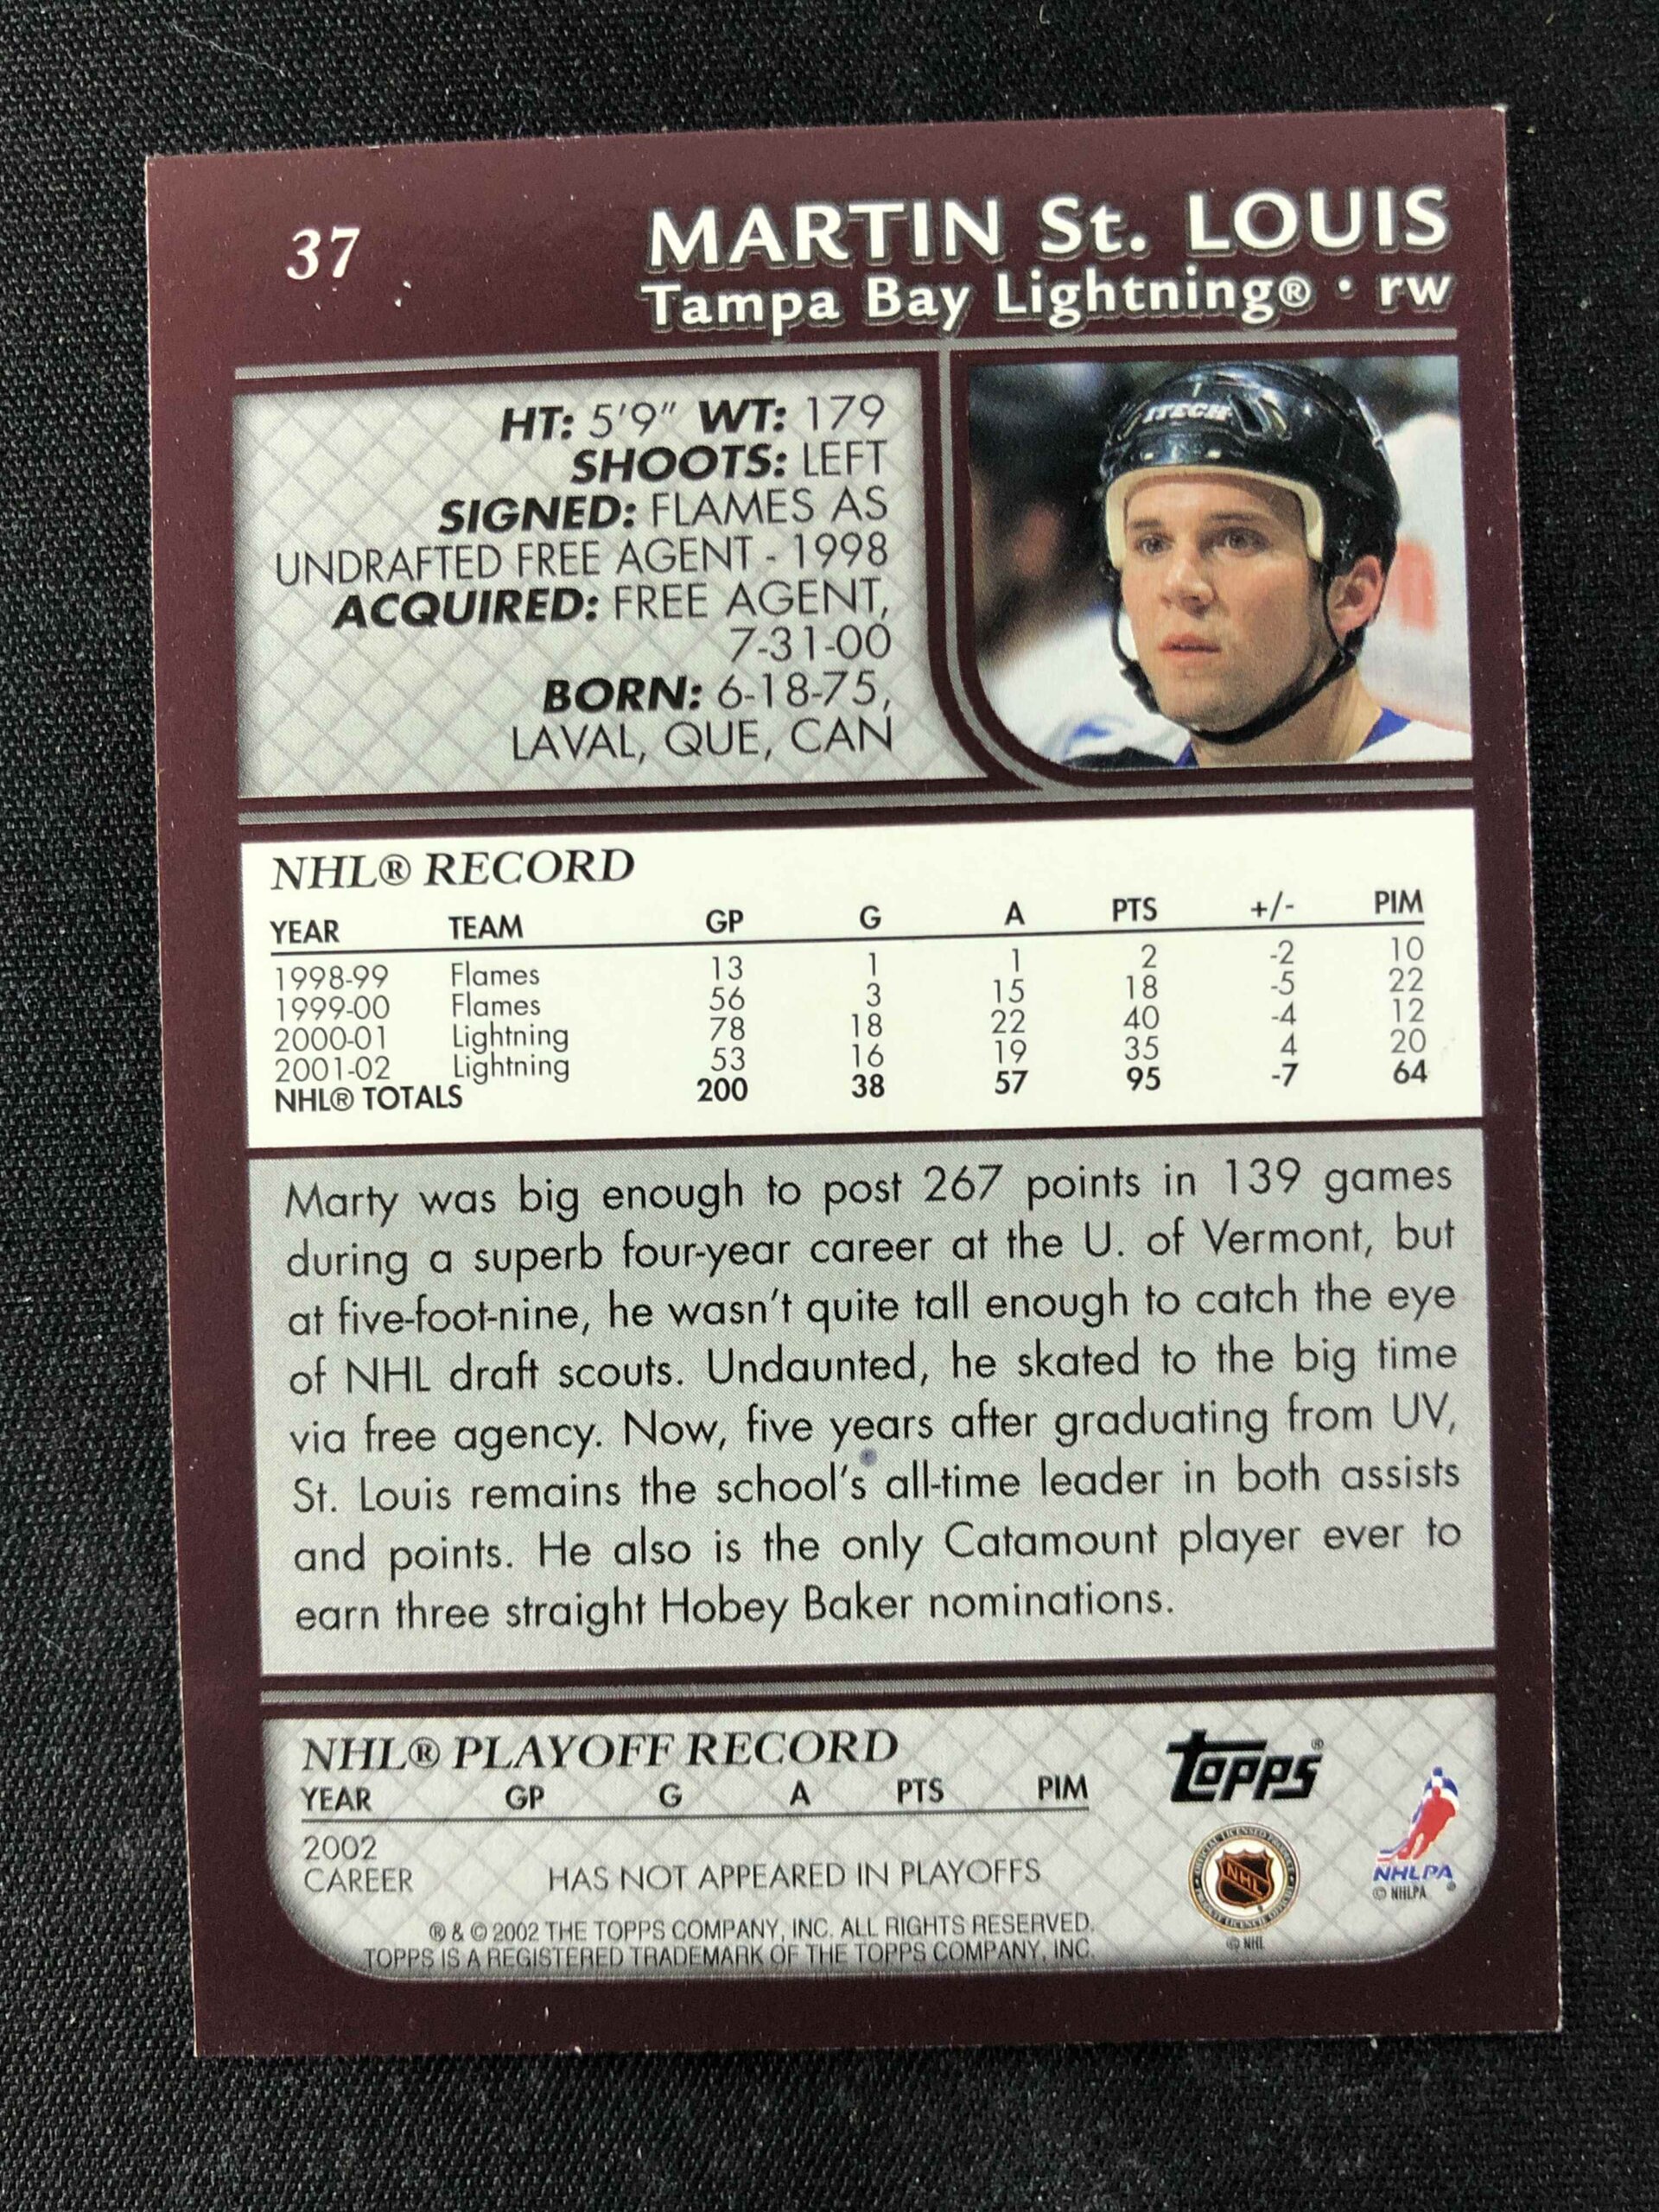 37
MARTIN St. LOUIS
Tampa Bay Lightning® • rw
HT: 5'9" WT: 179
SHOOTS: LEFT
SIGNED: FLAMES AS
UNDRAFTED FREE AGENT - 1998
ACQUIRED: FREE AGENT,
7-31-00
BORN: 6-18-75,
LAVAL, QUE, CAN
ITECH
NHL® RECORD
YEAR TEAM GP G A PTS +/- PIM
1998-99 Flames 13 1 1 2 -2 10
1999-00 Flames 56 3 15 18 -5 22
2000-01 Lightning 78 18 22 40 -4 12
2001-02 Lightning 53 16 19 35 4 20
NHL® TOTALS 200 38 57 95 -7 64
Marty was big enough to post 267 points in 139 games
during a superb four-year career at the U. of Vermont, but
at five-foot-nine, he wasn't quite tall enough to catch the eye
of NHL draft scouts. Undaunted, he skated to the big time
via free agency. Now, five years after graduating from UV,
St. Louis remains the school's all-time leader in both assists
and points. He also is the only Catamount player ever to
earn three straight Hobey Baker nominations.
NHL® PLAYOFF RECORD
YEAR GP G A PTS PIM
2002
CAREER HAS NOT APPEARED IN PLAYOFFS
® & © 2002 THE TOPPS COMPANY, INC. ALL RIGHTS RESERVED.
TOPPS IS A REGISTERED TRADEMARK OF THE TOPPS COMPANY, INC.
Topps®
OFFICIAL LICENSED PRODUCT
NHL
© NHL
NHLPA ®
© NHLPA